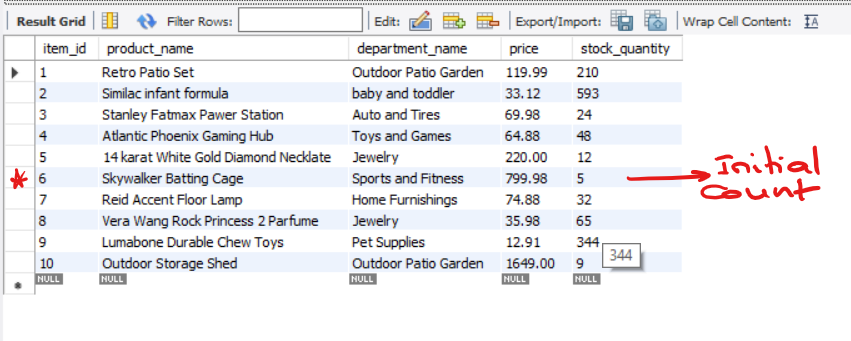 Result Grid Filter Rows: Edit: Export/Import: Wrap Cell Content: IA
item_id product_name department_name price stock_quantity
1 Retro Patio Set Outdoor Patio Garden 119.99 210
2 Similac infant formula baby and toddler 33.12 593
3 Stanley Fatmax Pawer Station Auto and Tires 69.98 24
4 Atlantic Phoenix Gaming Hub Toys and Games 64.88 48
5 14 karat White Gold Diamond Necklate Jewelry 220.00 12
6 Skywalker Batting Cage Sports and Fitness 799.98 5 Initial Count
7 Reid Accent Floor Lamp Home Furnishings 74.88 32
8 Vera Wang Rock Princess 2 Parfume Jewelry 35.98 65
9 Lumabone Durable Chew Toys Pet Supplies 12.91 344
344
10 Outdoor Storage Shed Outdoor Patio Garden 1649.00 9
NULL NULL NULL NULL NULL